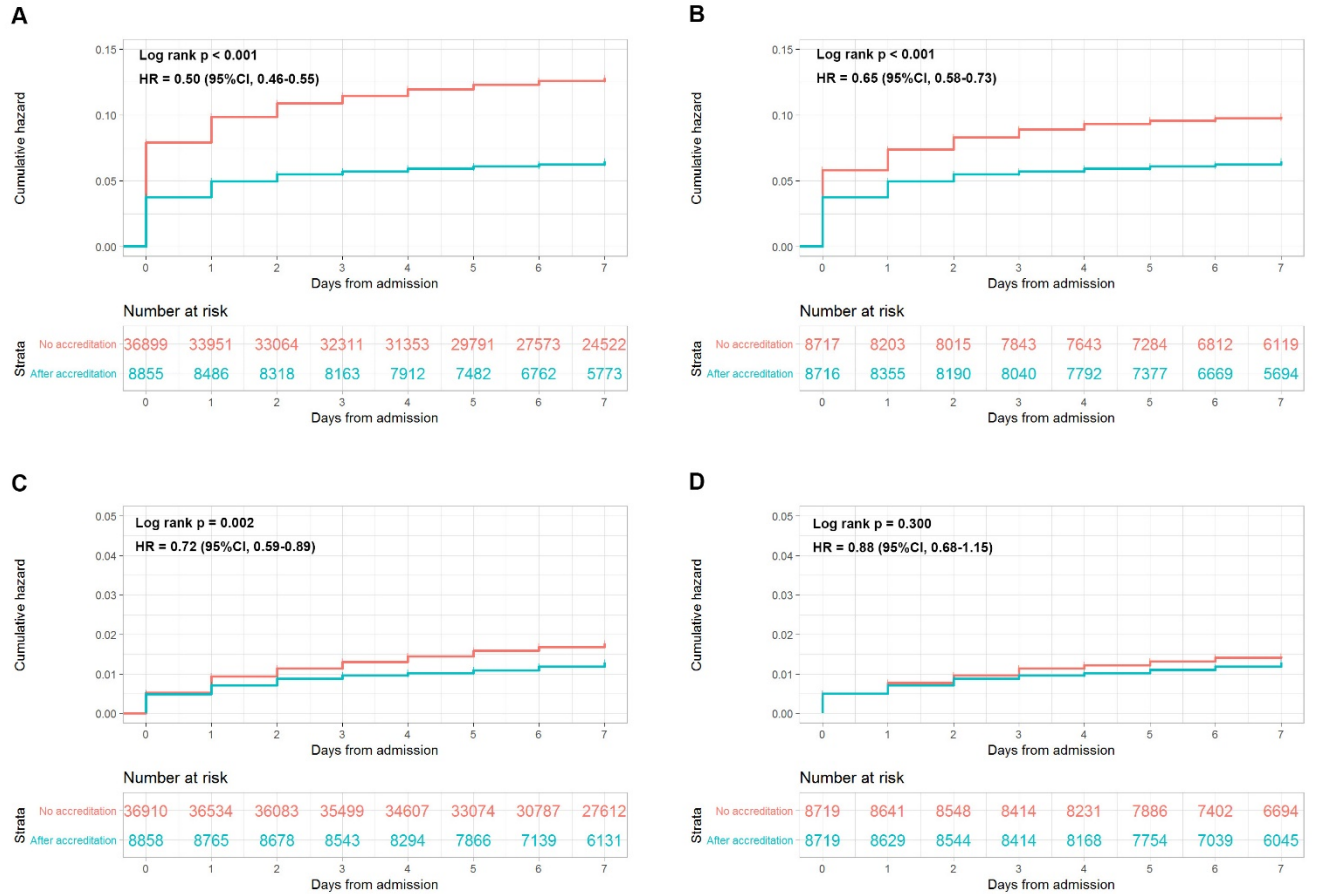 A
Log rank p < 0.001
HR = 0.50 (95%CI, 0.46-0.55)
Cumulative hazard
0.15
0.10
0.05
0.00
0 1 2 3 4 5 6 7
Days from admission
Number at risk
Strata
No accreditation 36899 33951 33064 32311 31353 29791 27573 24522
After accreditation 8855 8486 8318 8163 7912 7482 6762 5773
0 1 2 3 4 5 6 7
Days from admission
B
Log rank p < 0.001
HR = 0.65 (95%CI, 0.58-0.73)
Cumulative hazard
0.15
0.10
0.05
0.00
0 1 2 3 4 5 6 7
Days from admission
Number at risk
Strata
No accreditation 8717 8203 8015 7843 7643 7284 6812 6119
After accreditation 8716 8355 8190 8040 7792 7377 6669 5694
0 1 2 3 4 5 6 7
Days from admission
C
Log rank p = 0.002
HR = 0.72 (95%CI, 0.59-0.89)
Cumulative hazard
0.05
0.04
0.03
0.02
0.01
0.00
0 1 2 3 4 5 6 7
Days from admission
Number at risk
Strata
No accreditation 36910 36534 36083 35499 34607 33074 30787 27612
After accreditation 8858 8765 8678 8543 8294 7866 7139 6131
0 1 2 3 4 5 6 7
Days from admission
D
Log rank p = 0.300
HR = 0.88 (95%CI, 0.68-1.15)
Cumulative hazard
0.05
0.04
0.03
0.02
0.01
0.00
0 1 2 3 4 5 6 7
Days from admission
Number at risk
Strata
No accreditation 8719 8641 8548 8414 8231 7886 7402 6694
After accreditation 8719 8629 8544 8414 8168 7754 7039 6045
0 1 2 3 4 5 6 7
Days from admission